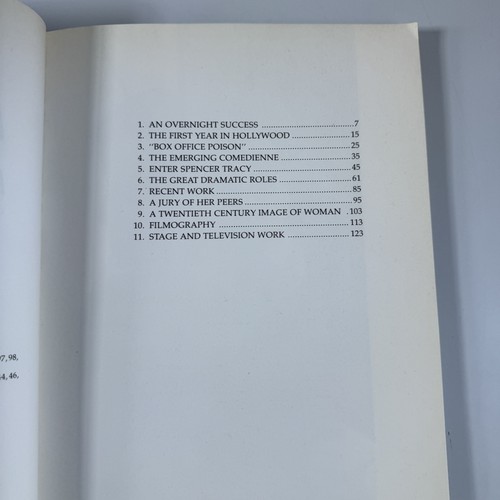 1. AN OVERNIGHT SUCCESS ........................................7
2. THE FIRST YEAR IN HOLLYWOOD ........................15
3. "BOX OFFICE POISON" ............................................25
4. THE EMERGING COMEDIENNE .............................35
5. ENTER SPENCER TRACY .........................................45
6. THE GREAT DRAMATIC ROLES ..............................61
7. RECENT WORK .......................................................85
8. A JURY OF HER PEERS ............................................95
9. A TWENTIETH CENTURY IMAGE OF WOMAN .103
10. FILMOGRAPHY ......................................................113
11. STAGE AND TELEVISION WORK ..........................123
98,
46,